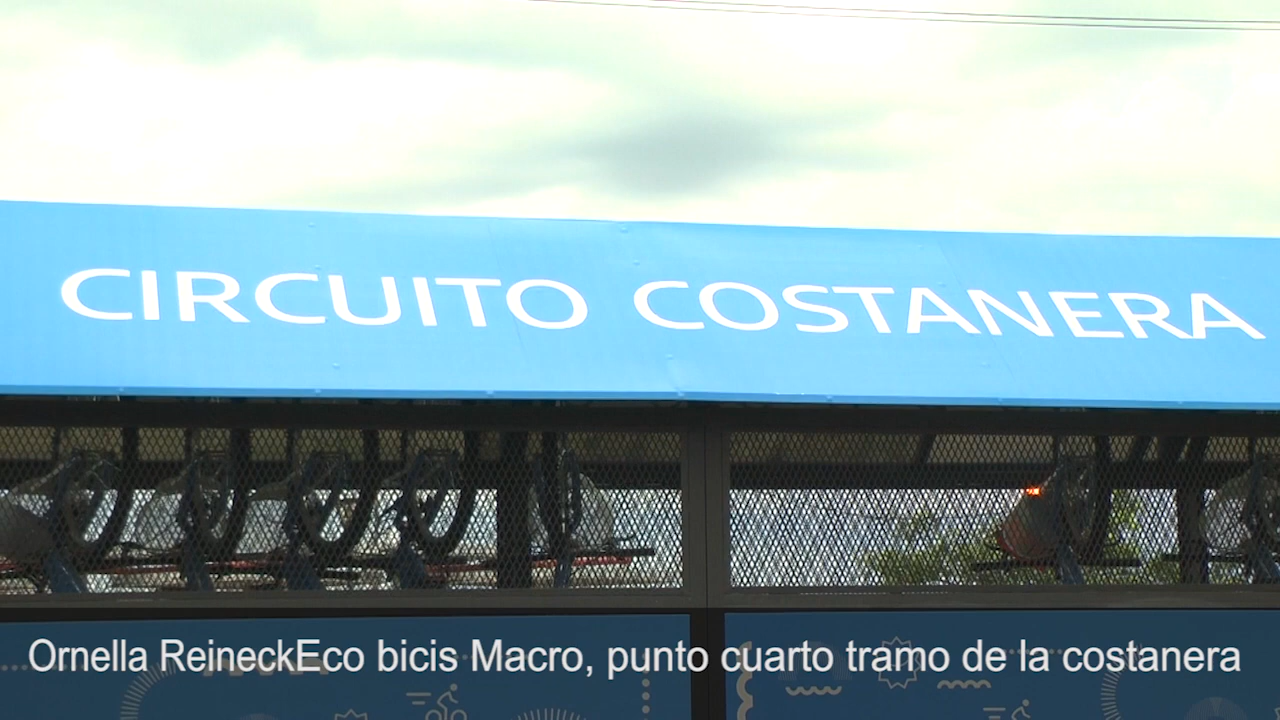 CIRCUITO COSTANERA
Ornella ReineckEco bicis Macro, punto cuarto tramo de la costanera